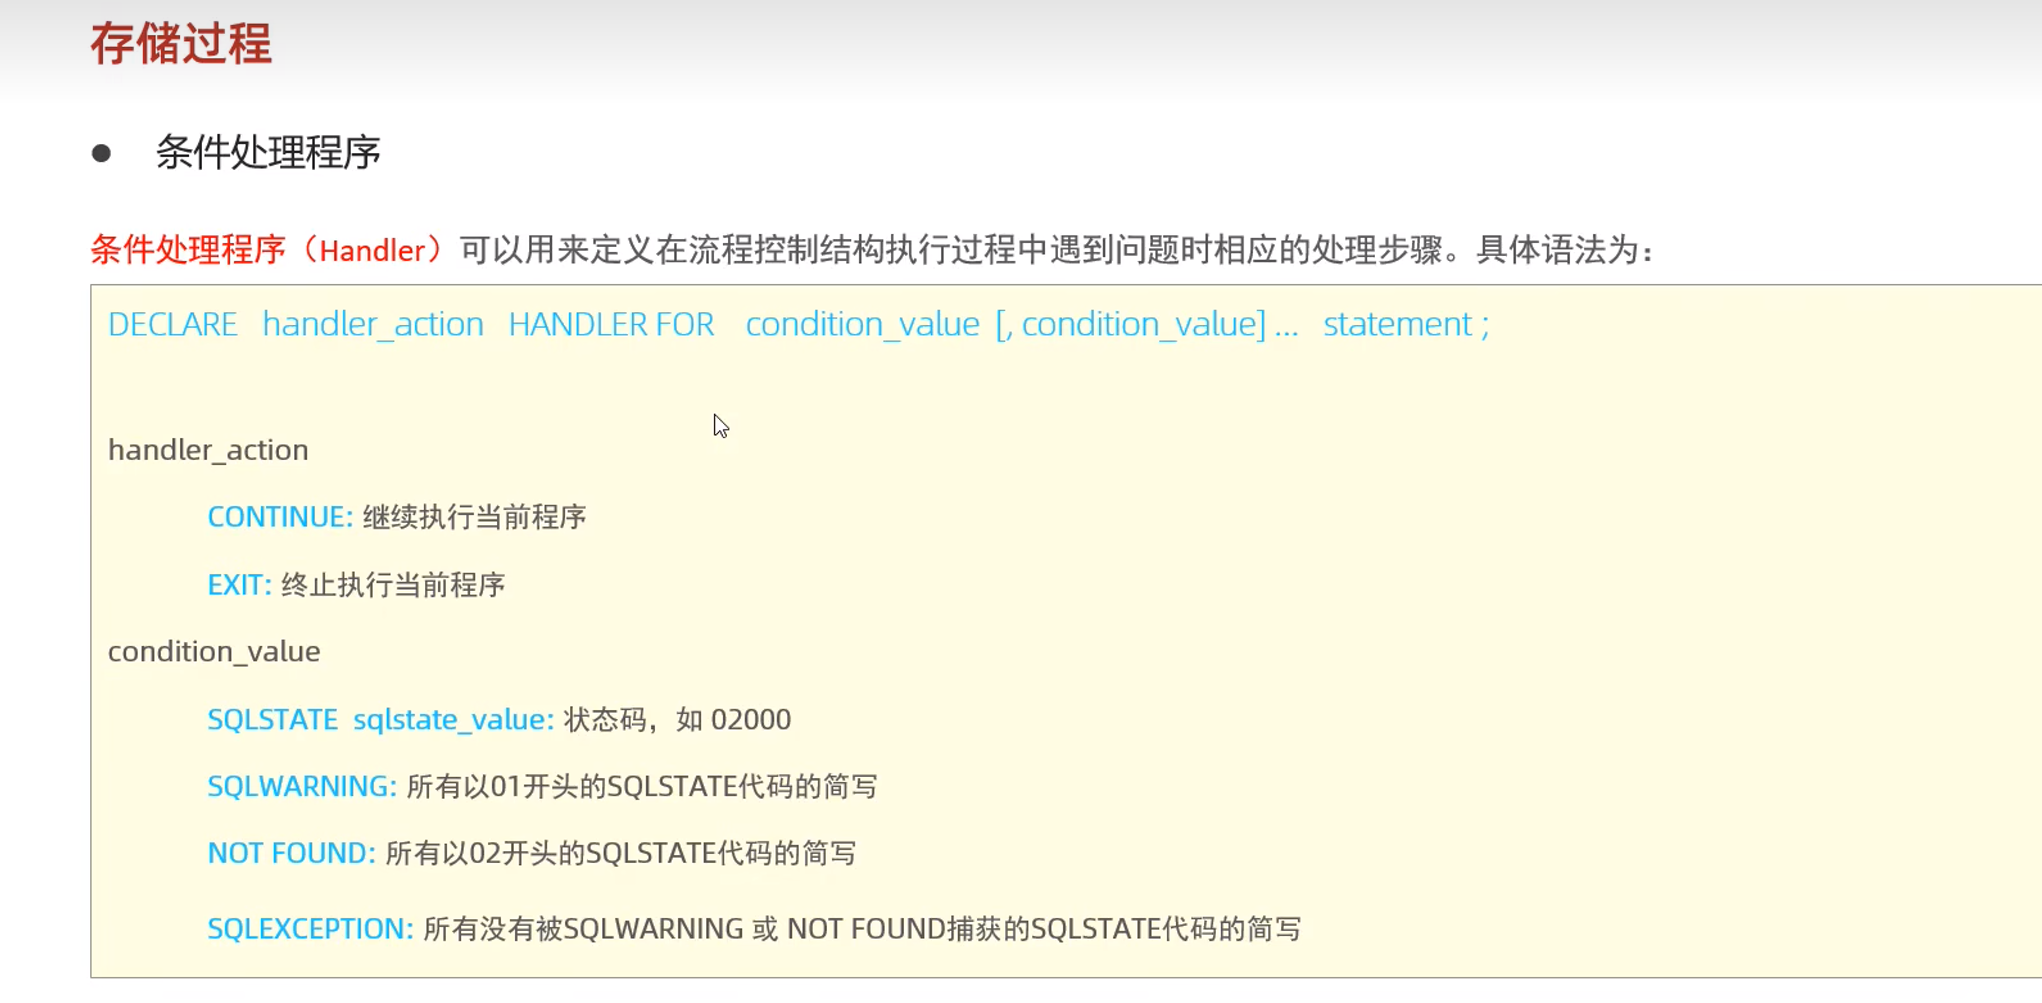 存储过程
● 条件处理程序
条件处理程序（Handler）可以用来定义在流程控制结构执行过程中遇到问题时相应的处理步骤。具体语法为：
DECLARE handler_action HANDLER FOR condition_value [, condition_value] ... statement ;
handler_action
CONTINUE: 继续执行当前程序
EXIT: 终止执行当前程序
condition_value
SQLSTATE sqlstate_value: 状态码，如 02000
SQLWARNING: 所有以01开头的SQLSTATE代码的简写
NOT FOUND: 所有以02开头的SQLSTATE代码的简写
SQLEXCEPTION: 所有没有被SQLWARNING 或 NOT FOUND捕获的SQLSTATE代码的简写